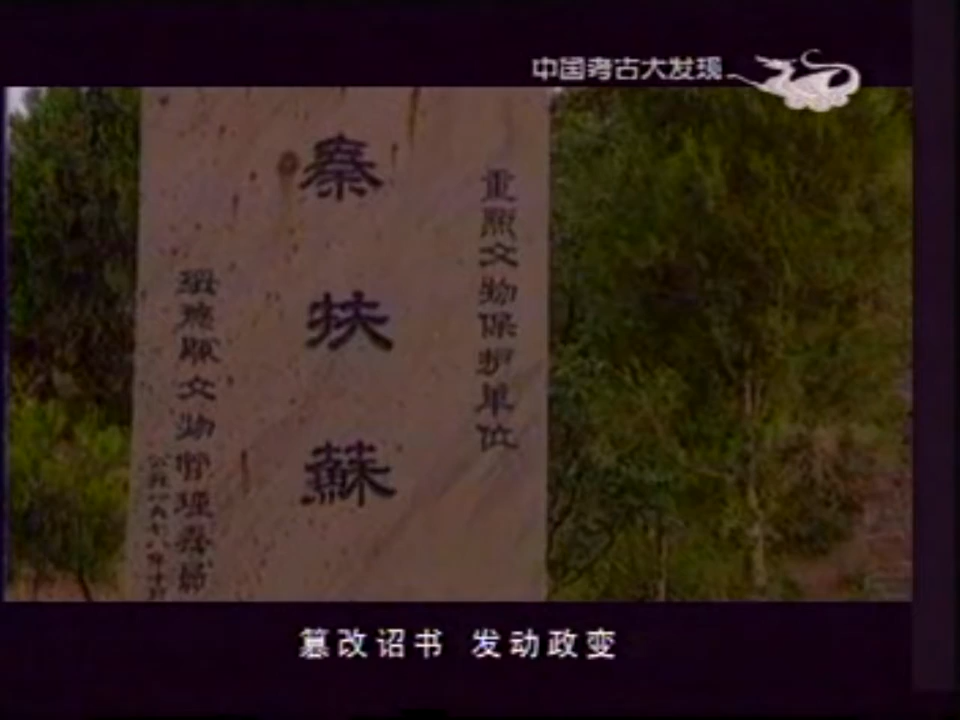 中国考古大发现
重点文物保护单位
秦扶蘇
绥德县文物管理委员
篡改诏书 发动政变